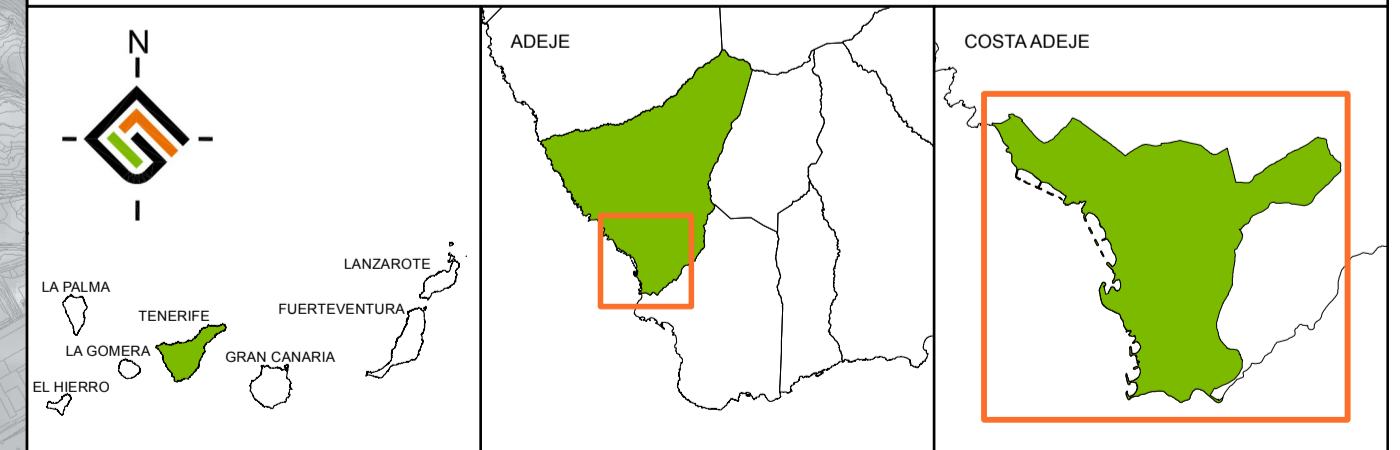 N
LANZAROTE
LA PALMA
FUERTEVENTURA
TENERIFE
LA GOMERA
GRAN CANARIA
EL HIERRO
ADEJE
COSTA ADEJE